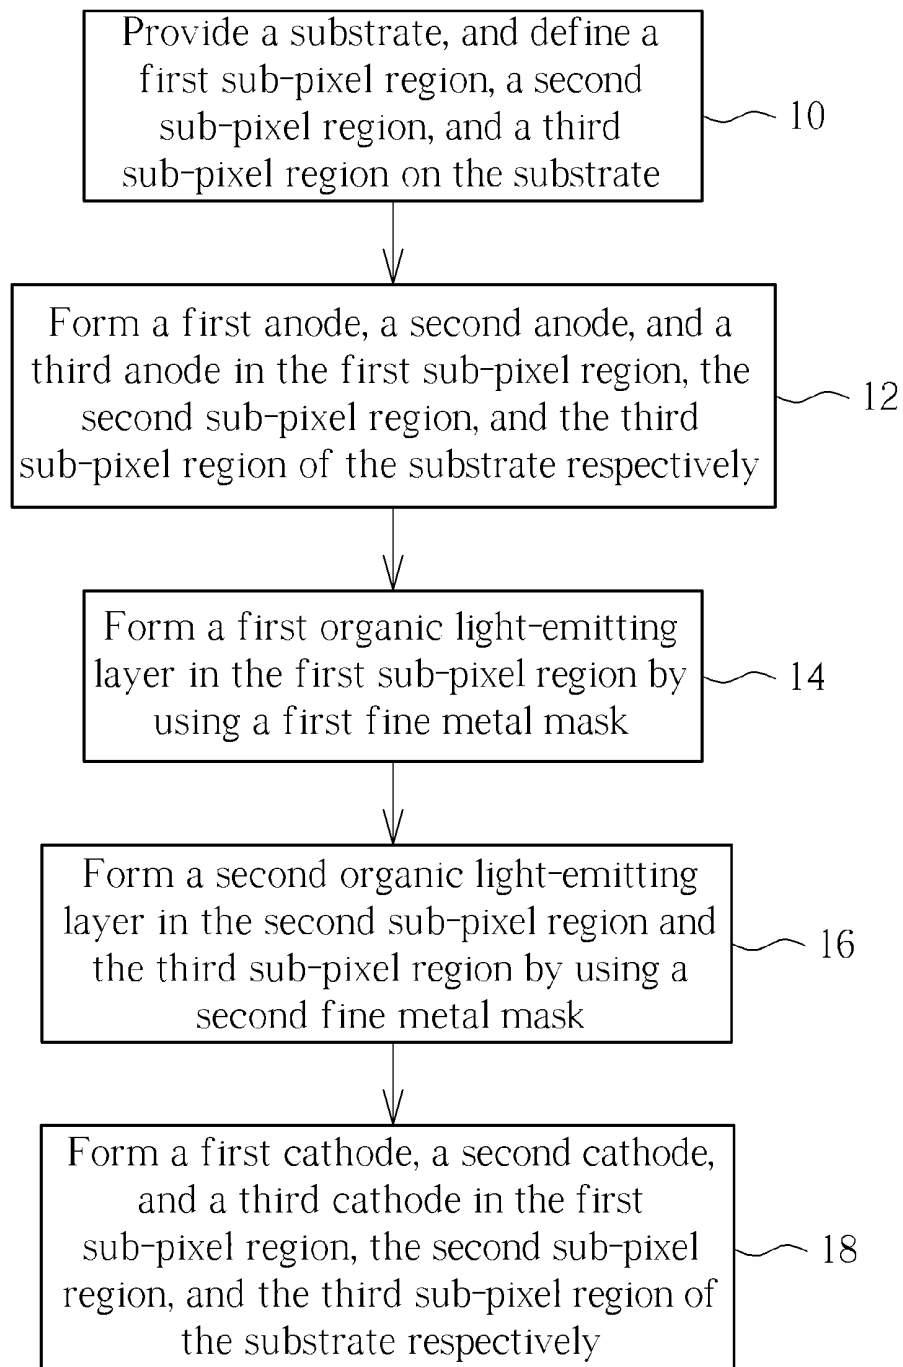 Provide a substrate, and define a
first sub-pixel region, a second
sub-pixel region, and a third
sub-pixel region on the substrate
10
Form a first anode, a second anode, and a
third anode in the first sub-pixel region, the
second sub-pixel region, and the third
sub-pixel region of the substrate respectively
12
Form a first organic light-emitting
layer in the first sub-pixel region by
using a first fine metal mask
14
Form a second organic light-emitting
layer in the second sub-pixel region and
the third sub-pixel region by using a
second fine metal mask
16
Form a first cathode, a second cathode,
and a third cathode in the first
sub-pixel region, the second sub-pixel
region, and the third sub-pixel region of
the substrate respectively
18